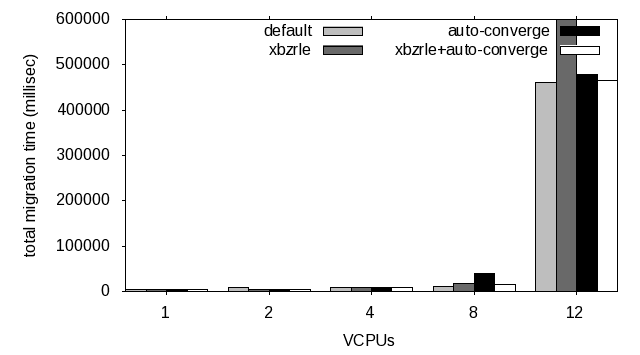 600000
500000
400000
300000
200000
100000
0
total migration time (millisec)
default
xbzrle
auto-converge
xbzrle+auto-converge
1 2 4 8 12
VCPUs